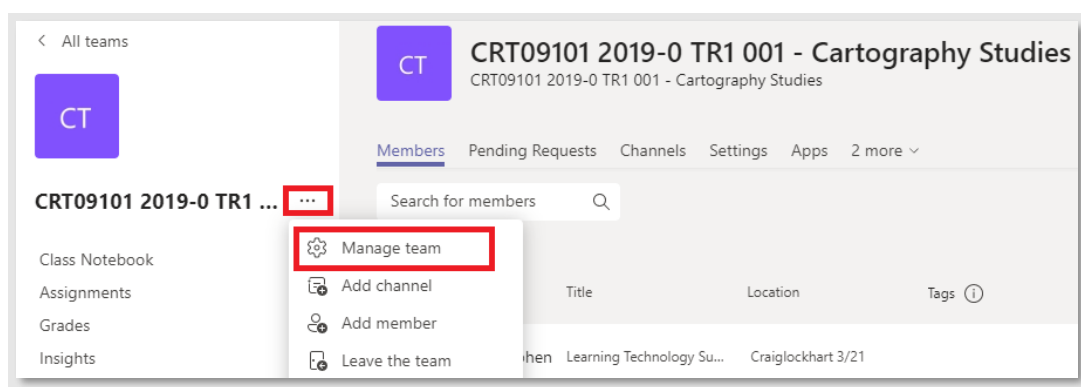 All teams
CT
CRT09101 2019-0 TR1 ...
Class Notebook
Assignments
Grades
Insights
...
Manage team
Add channel
Add member
Leave the team
CT
CRT09101 2019-0 TR1 001 - Cartography Studies
CRT09101 2019-0 TR1 001 - Cartography Studies
Members Pending Requests Channels Settings Apps 2 more
Search for members
Title Location Tags
hen Learning Technology Su... Craiglockhart 3/21